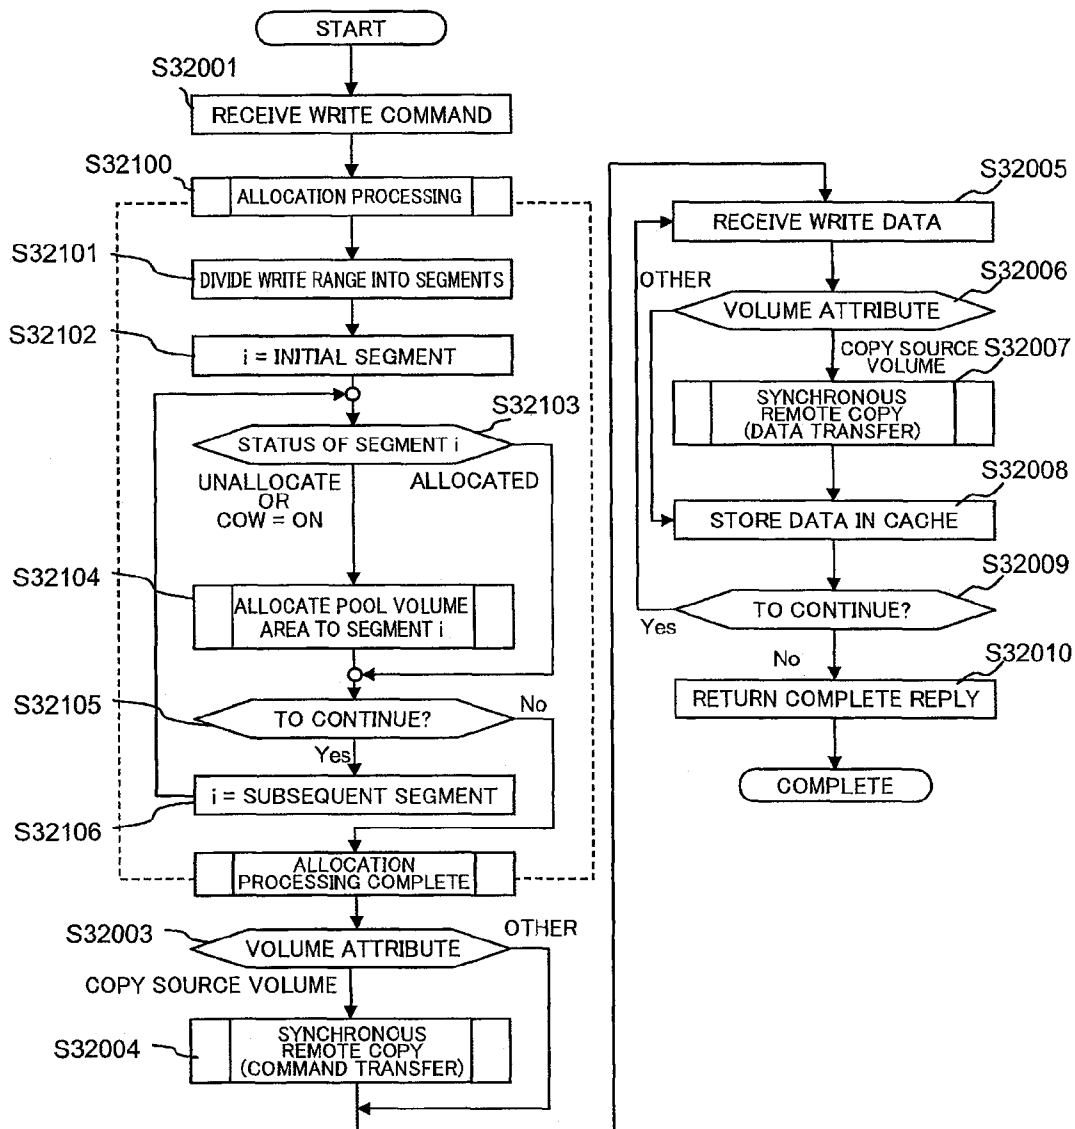 START
S32001
RECEIVE WRITE COMMAND
S32100
ALLOCATION PROCESSING
S32101
DIVIDE WRITE RANGE INTO SEGMENTS
S32102
i = INITIAL SEGMENT
S32103
STATUS OF SEGMENT i
UNALLOCATE
OR
COW = ON
ALLOCATED
S32104
ALLOCATE POOL VOLUME
AREA TO SEGMENT i
S32105
TO CONTINUE?
No
Yes
i = SUBSEQUENT SEGMENT
S32106
ALLOCATION
PROCESSING COMPLETE
S32003
VOLUME ATTRIBUTE
OTHER
COPY SOURCE VOLUME
S32004
SYNCHRONOUS
REMOTE COPY
(COMMAND TRANSFER)
S32005
RECEIVE WRITE DATA
OTHER
S32006
VOLUME ATTRIBUTE
COPY SOURCE
VOLUME
S32007
SYNCHRONOUS
REMOTE COPY
(DATA TRANSFER)
S32008
STORE DATA IN CACHE
S32009
TO CONTINUE?
Yes
No
S32010
RETURN COMPLETE REPLY
COMPLETE